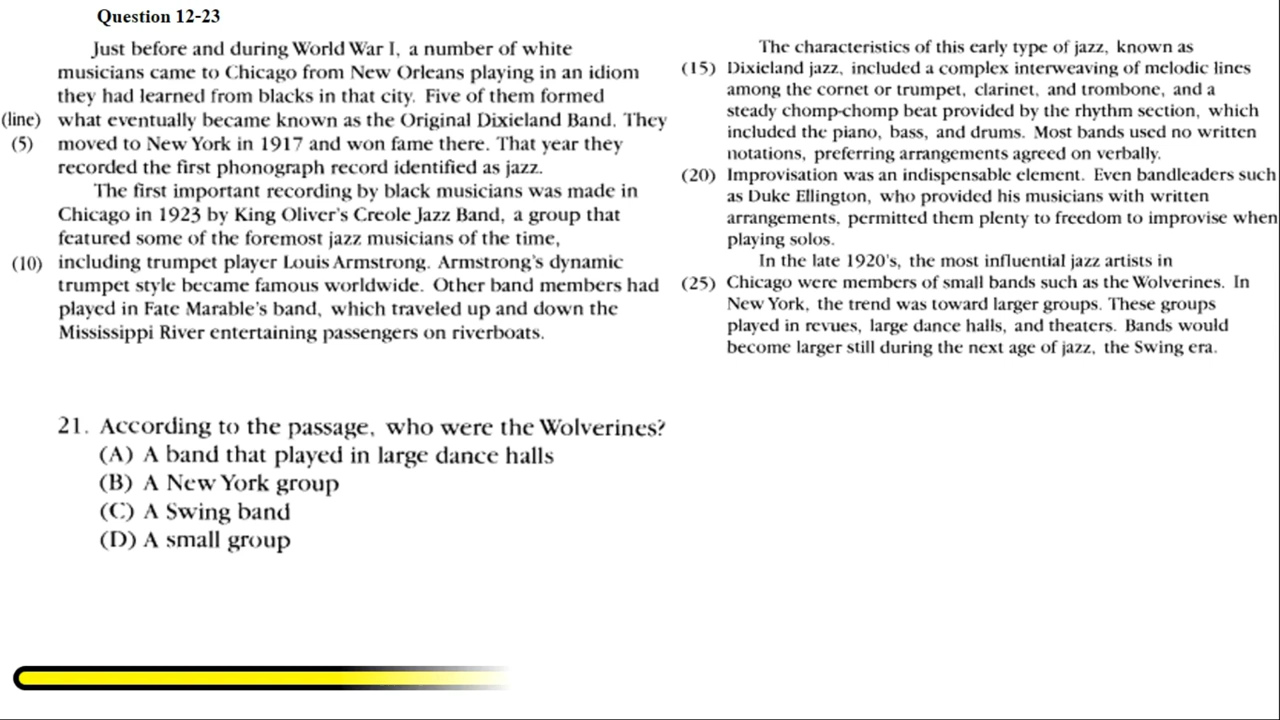 Question 12-23
Just before and during World War I, a number of white
musicians came to Chicago from New Orleans playing in an idiom
they had learned from blacks in that city. Five of them formed
(line) what eventually became known as the Original Dixieland Band. They
(5) moved to New York in 1917 and won fame there. That year they
recorded the first phonograph record identified as jazz.
The first important recording by black musicians was made in
Chicago in 1923 by King Oliver's Creole Jazz Band, a group that
featured some of the foremost jazz musicians of the time,
(10) including trumpet player Louis Armstrong. Armstrong's dynamic
trumpet style became famous worldwide. Other band members had
played in Fate Marable's band, which traveled up and down the
Mississippi River entertaining passengers on riverboats.
The characteristics of this early type of jazz, known as
(15) Dixieland jazz, included a complex interweaving of melodic lines
among the cornet or trumpet, clarinet, and trombone, and a
steady chomp-chomp beat provided by the rhythm section, which
included the piano, bass, and drums. Most bands used no written
notations, preferring arrangements agreed on verbally.
(20) Improvisation was an indispensable element. Even bandleaders such
as Duke Ellington, who provided his musicians with written
arrangements, permitted them plenty to freedom to improvise when
playing solos.
In the late 1920's, the most influential jazz artists in
(25) Chicago were members of small bands such as the Wolverines. In
New York, the trend was toward larger groups. These groups
played in revues, large dance halls, and theaters. Bands would
become larger still during the next age of jazz, the Swing era.
21. According to the passage, who were the Wolverines?
(A) A band that played in large dance halls
(B) A New York group
(C) A Swing band
(D) A small group